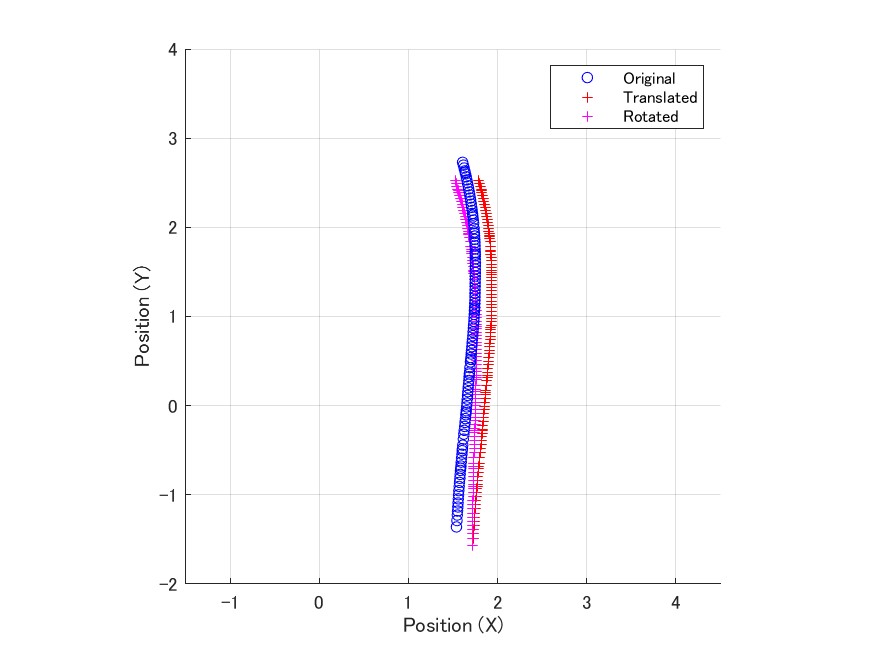 4
3
2
1
0
−1
−2
−1
0
1
2
3
4
Position (Y)
Position (X)
Original
Translated
Rotated